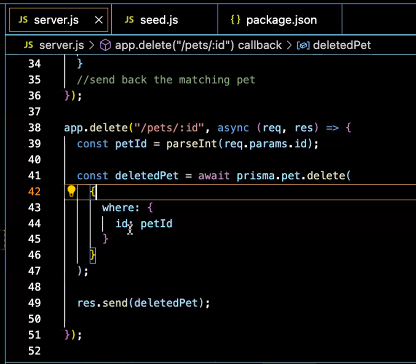 JS server.js × JS seed.js {} package.json
JS server.js > app.delete("/pets/:id") callback > deletedPet
34 }
35 //send back the matching pet
36 });
37
38 app.delete("/pets/:id", async (req, res) => {
39 const petId = parseInt(req.params.id);
40
41 const deletedPet = await prisma.pet.delete(
42 {
43 where: {
44 id: petId
45 }
46 }
47 );
48
49 res.send(deletedPet);
50
51 });
52